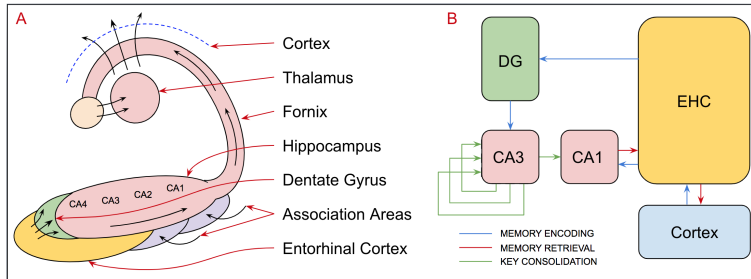 A
Cortex
Thalamus
Fornix
Hippocampus
Dentate Gyrus
Association Areas
Entorhinal Cortex
CA4
CA3
CA2
CA1
B
DG
EHC
CA3
CA1
Cortex
MEMORY ENCODING
MEMORY RETRIEVAL
KEY CONSOLIDATION